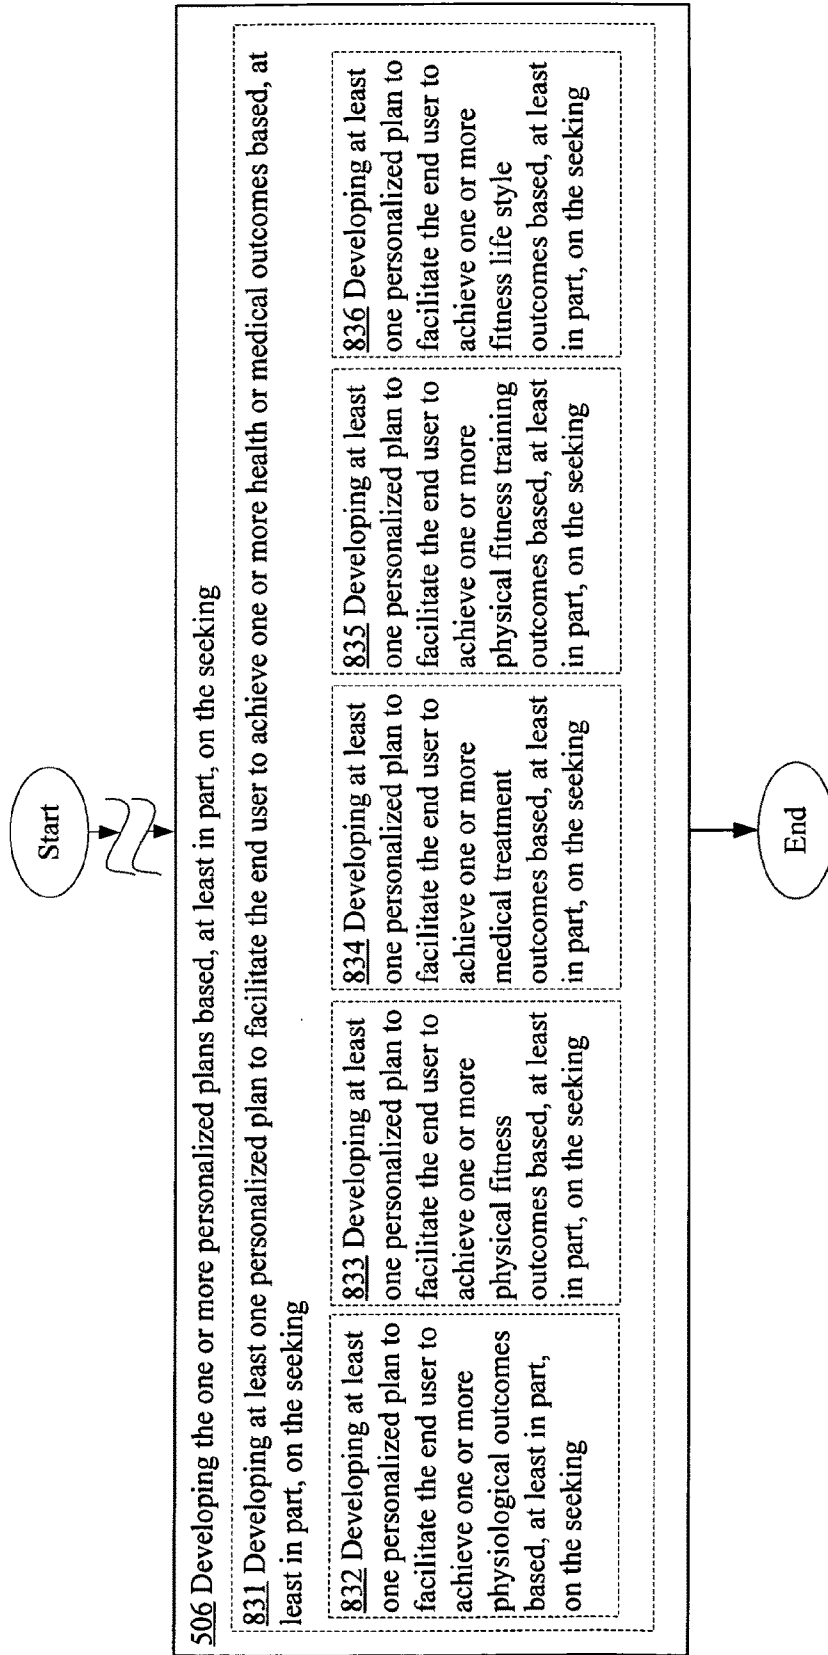 Start
506 Developing the one or more personalized plans based, at least in part, on the seeking
831 Developing at least one personalized plan to facilitate the end user to achieve one or more health or medical outcomes based, at
least in part, on the seeking
832 Developing at least
one personalized plan to
facilitate the end user to
achieve one or more
physiological outcomes
based, at least in part,
on the seeking
833 Developing at least
one personalized plan to
facilitate the end user to
achieve one or more
physical fitness
outcomes based, at least
in part, on the seeking
834 Developing at least
one personalized plan to
facilitate the end user to
achieve one or more
medical treatment
outcomes based, at least
in part, on the seeking
835 Developing at least
one personalized plan to
facilitate the end user to
achieve one or more
physical fitness training
outcomes based, at least
in part, on the seeking
836 Developing at least
one personalized plan to
facilitate the end user to
achieve one or more
fitness life style
outcomes based, at least
in part, on the seeking
End